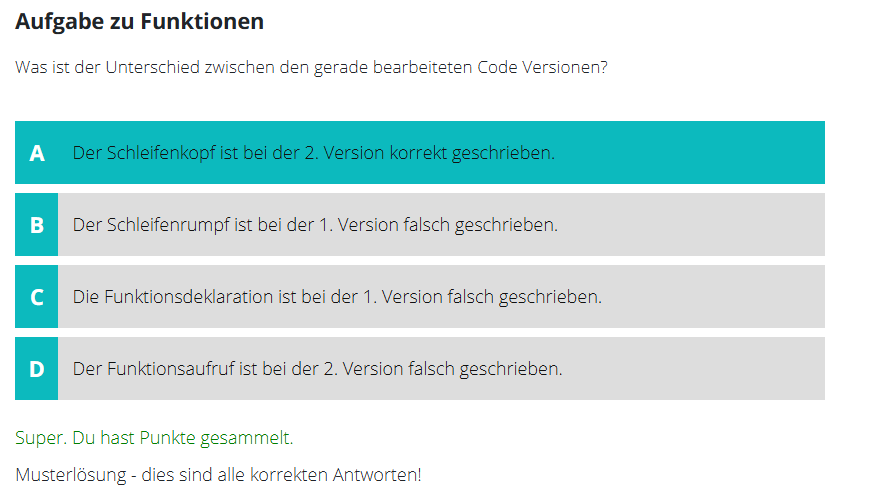 Aufgabe zu Funktionen
Was ist der Unterschied zwischen den gerade bearbeiteten Code Versionen?
A Der Schleifenkopf ist bei der 2. Version korrekt geschrieben.
B Der Schleifenrumpf ist bei der 1. Version falsch geschrieben.
C Die Funktionsdeklaration ist bei der 1. Version falsch geschrieben.
D Der Funktionsaufruf ist bei der 2. Version falsch geschrieben.
Super. Du hast Punkte gesammelt.
Musterlösung - dies sind alle korrekten Antworten!